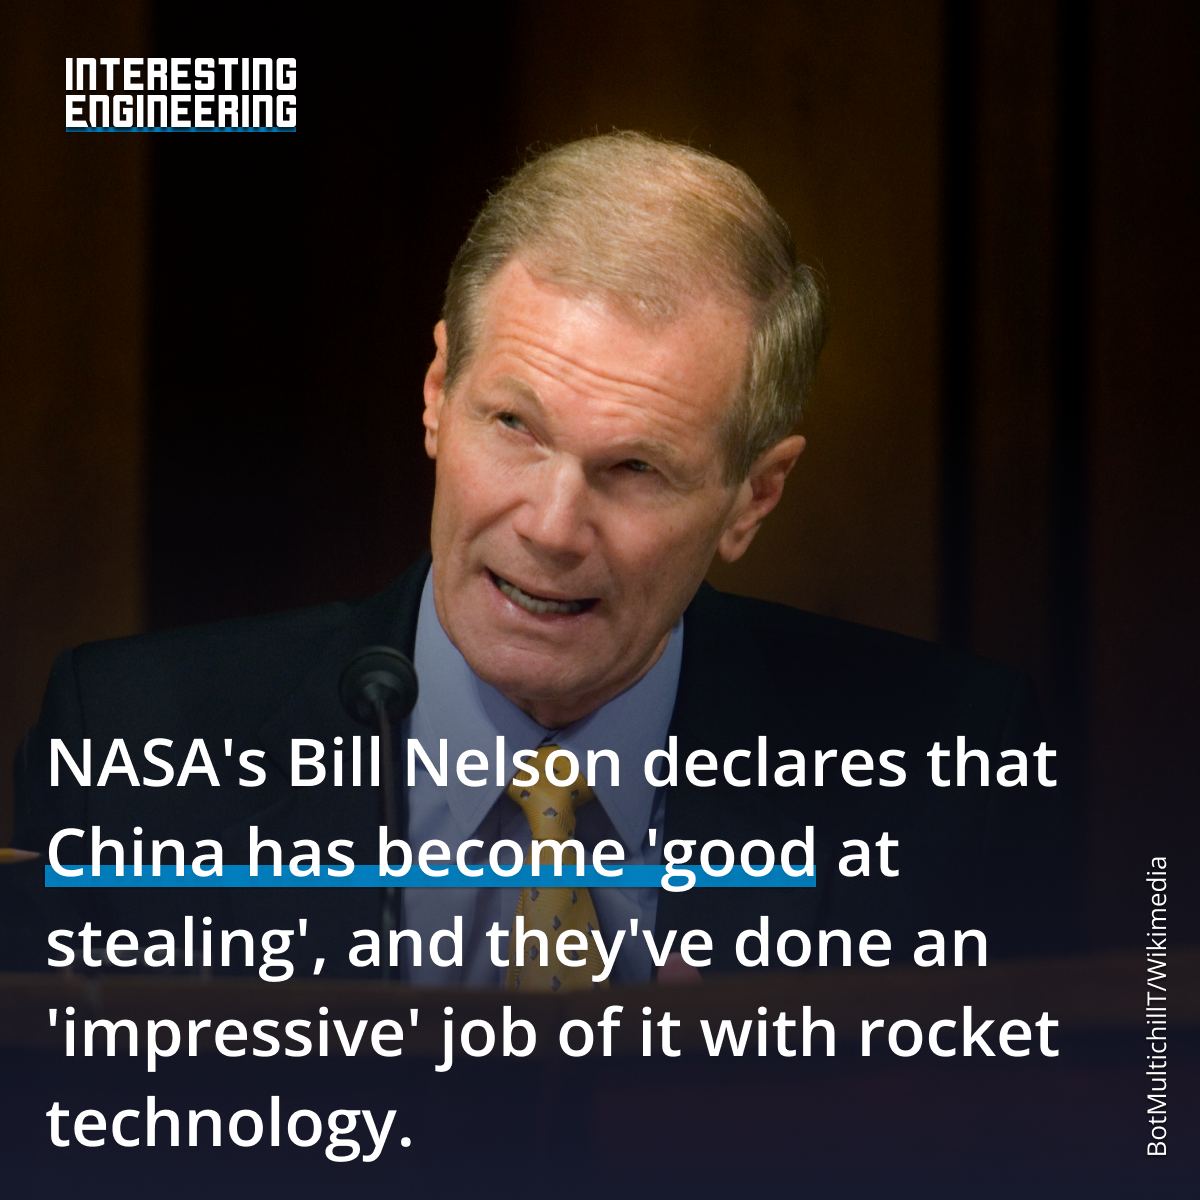 INTERESTING
ENGINEERING
NASA's Bill Nelson declares that
China has become 'good at
stealing', and they've done an
'impressive' job of it with rocket
technology.
BotMultichillT/Wikimedia